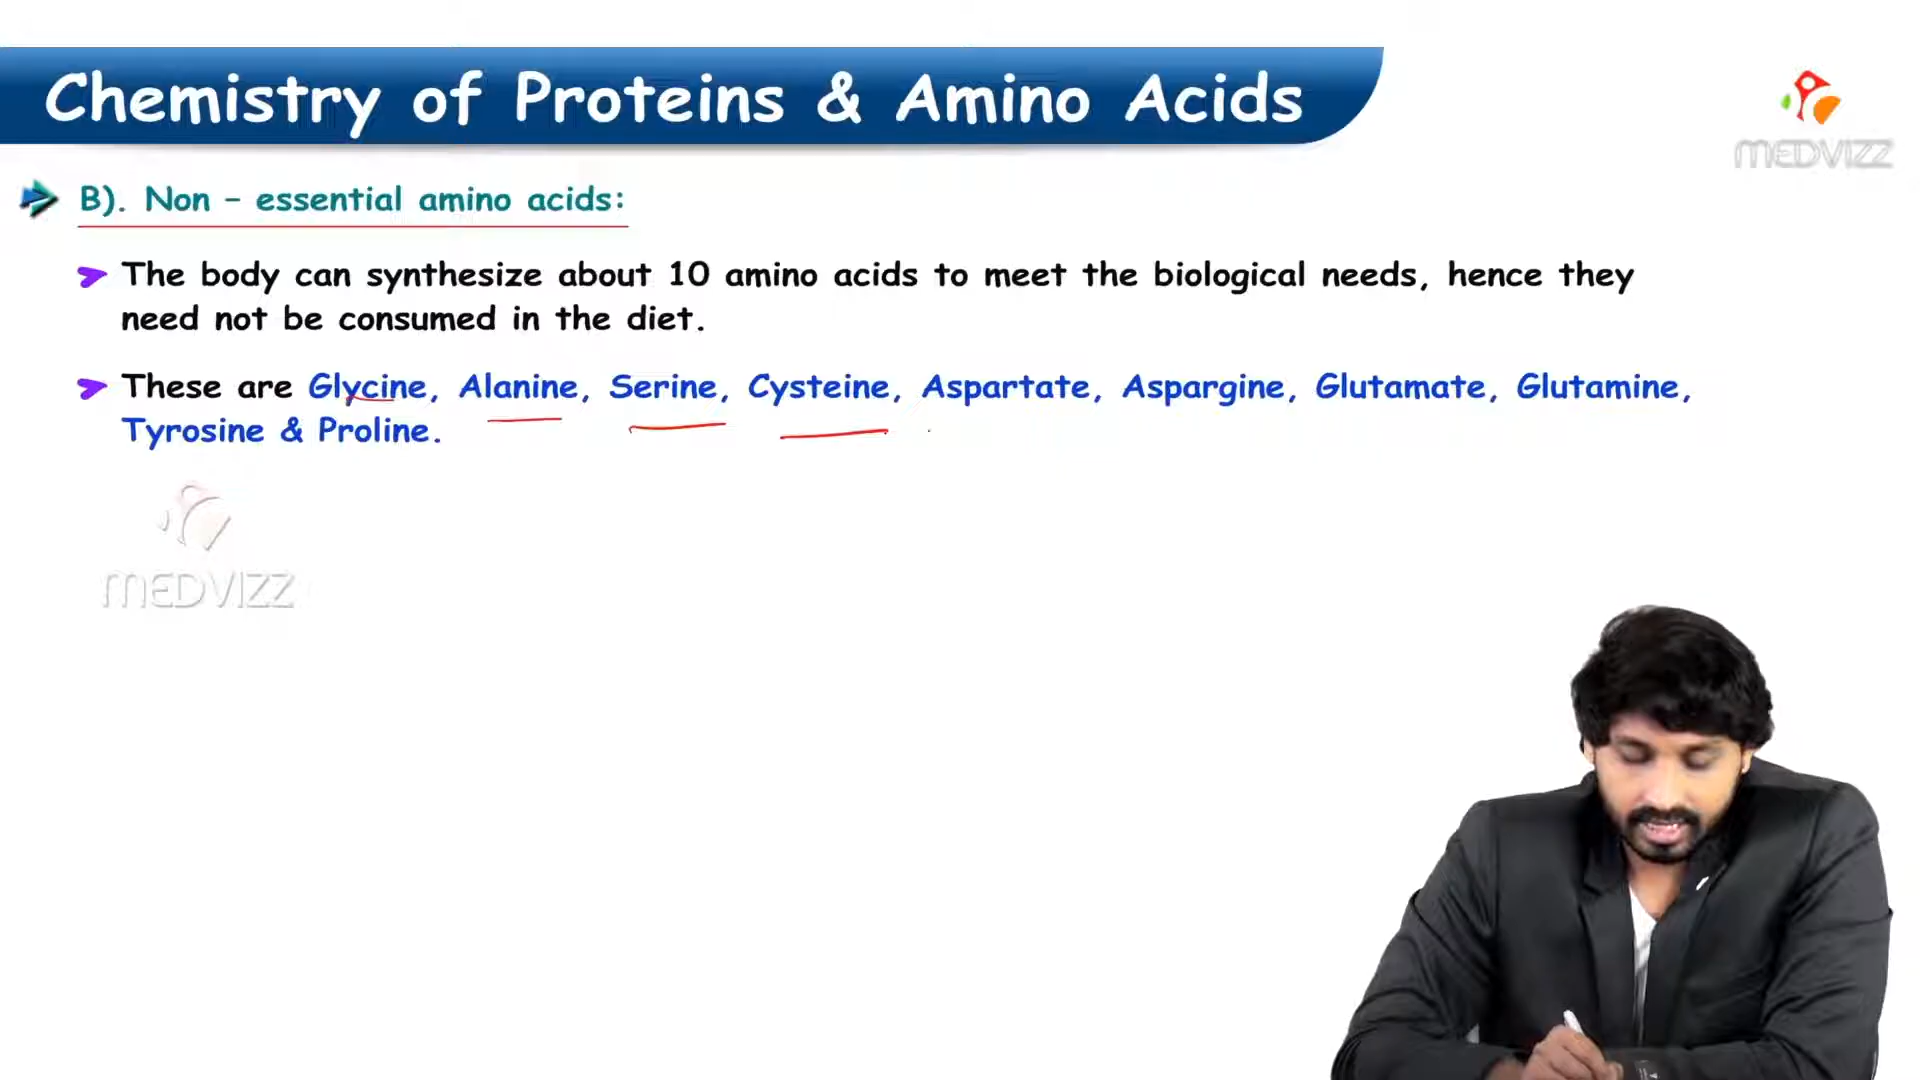 Chemistry of Proteins & Amino Acids
MEDVIZZ
B). Non – essential amino acids:
The body can synthesize about 10 amino acids to meet the biological needs, hence they
need not be consumed in the diet.
These are Glycine, Alanine, Serine, Cysteine, Aspartate, Aspargine, Glutamate, Glutamine,
Tyrosine & Proline.
MEDVIZZ